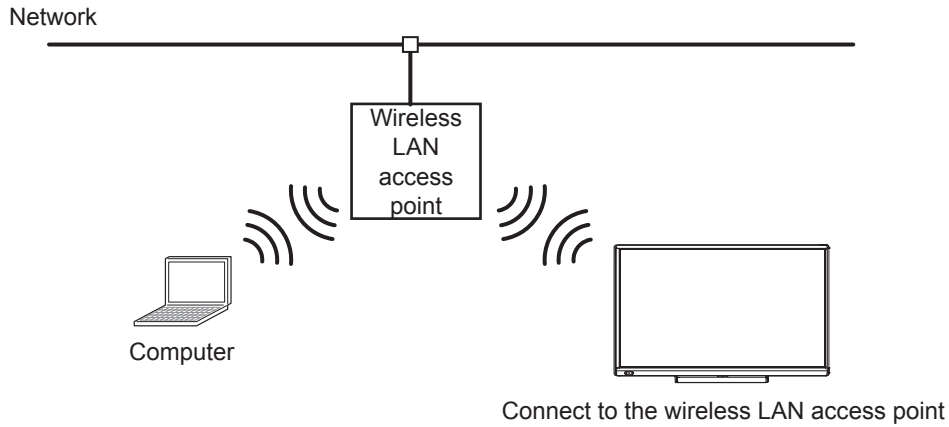 Network
Wireless
LAN
access
point
Computer
Connect to the wireless LAN access point